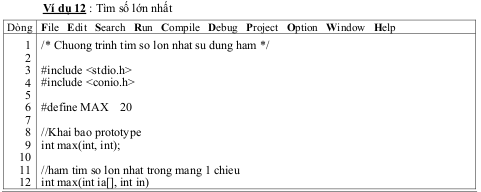 Ví dụ 12 : Tìm số lớn nhất
Dòng File Edit Search Run Compile Debug Project Option Window Help
1 /* Chuong trinh tim so lon nhat su dung ham */
2
3 #include <stdio.h>
4 #include <conio.h>
5
6 #define MAX 20
7
8 //Khai bao prototype
9 int max(int, int);
10
11 //ham tim so lon nhat trong mang 1 chieu
12 int max(int ia[], int in)